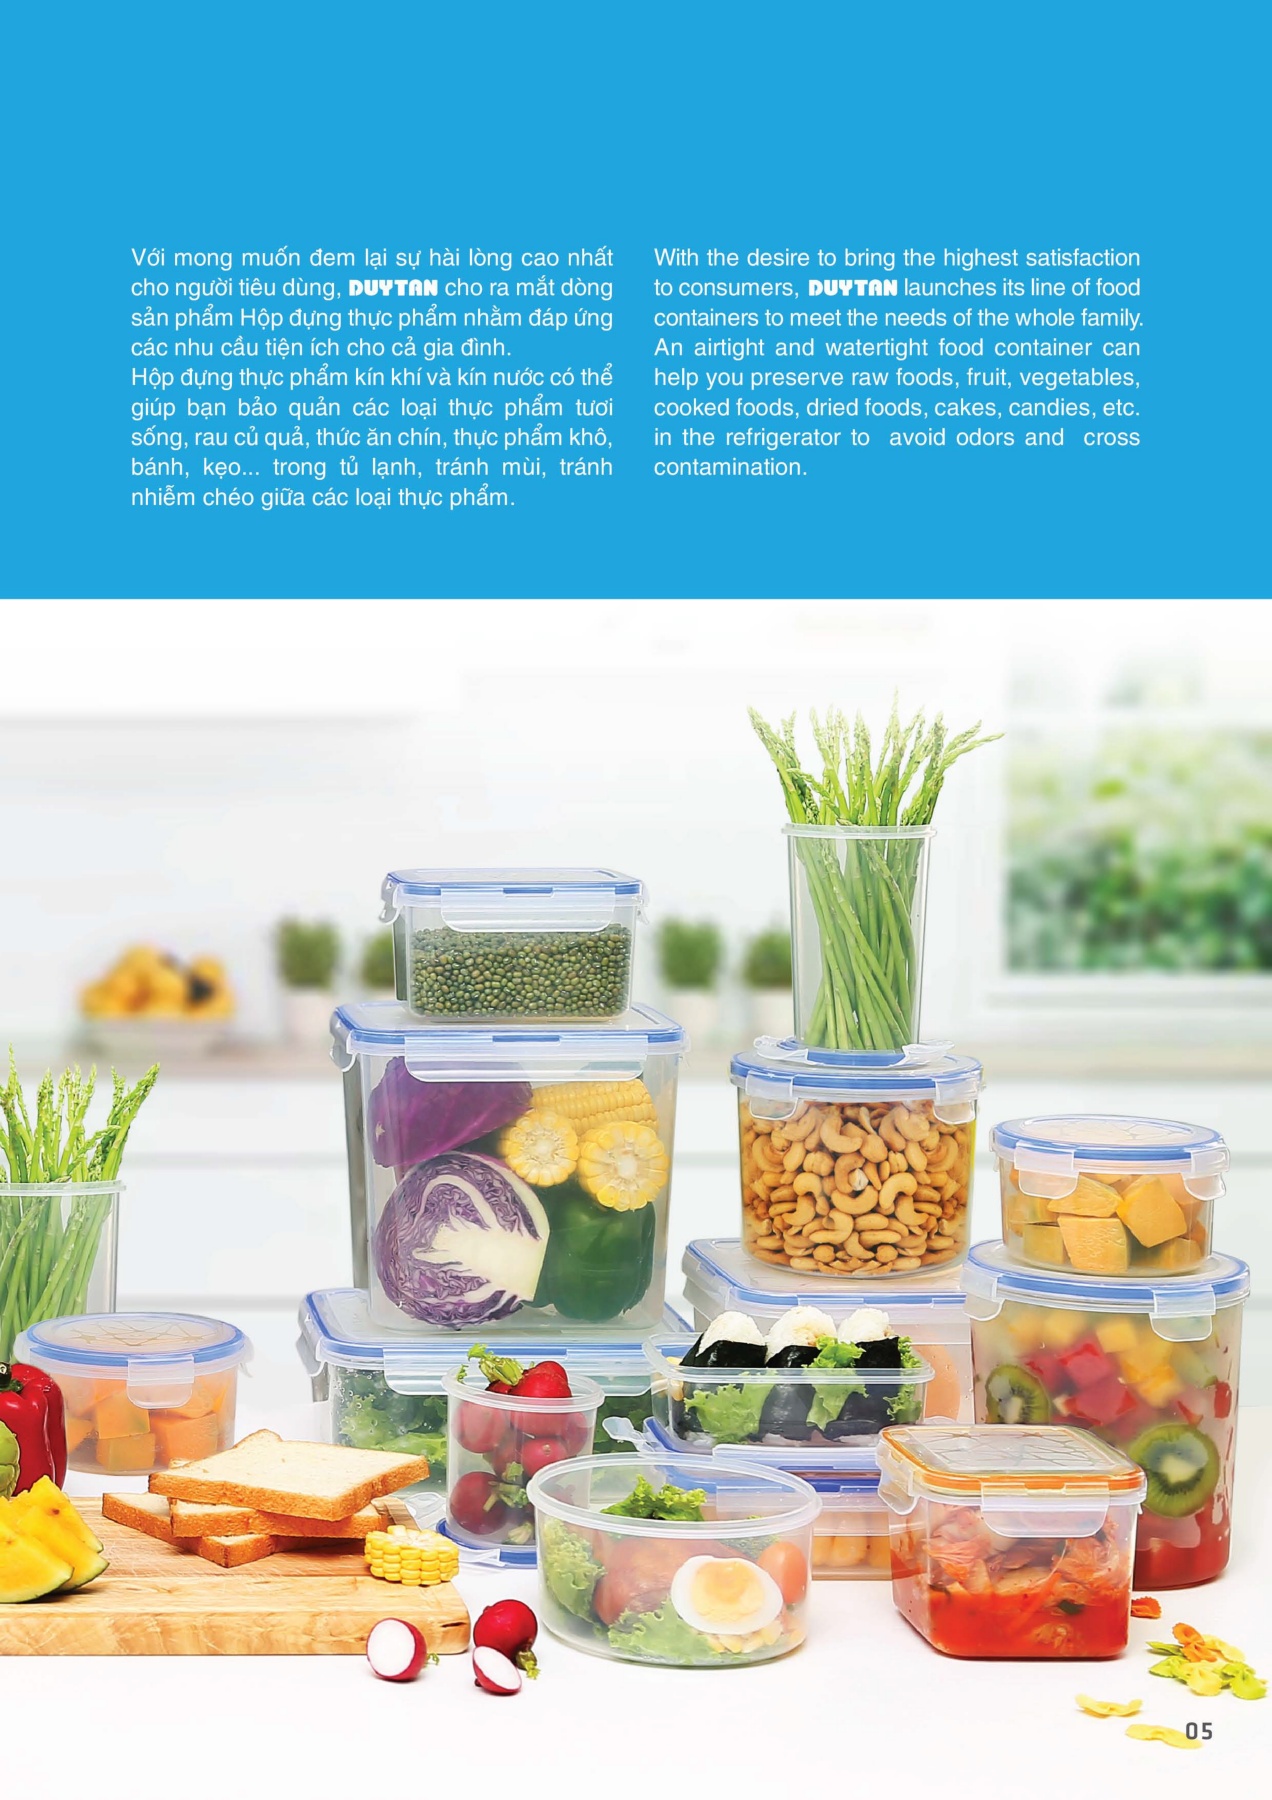 Với mong muốn đem lại sự hài lòng cao nhất
cho người tiêu dùng, DUYTAN cho ra mắt dòng
sản phẩm Hộp đựng thực phẩm nhằm đáp ứng
các nhu cầu tiện ích cho cả gia đình.
Hộp đựng thực phẩm kín khí và kín nước có thể
giúp bạn bảo quản các loại thực phẩm tươi
sống, rau củ quả, thức ăn chín, thực phẩm khô,
bánh, kẹo... trong tủ lạnh, tránh mùi, tránh
nhiễm chéo giữa các loại thực phẩm.
With the desire to bring the highest satisfaction
to consumers, DUYTAN launches its line of food
containers to meet the needs of the whole family.
An airtight and watertight food container can
help you preserve raw foods, fruit, vegetables,
cooked foods, dried foods, cakes, candies, etc.
in the refrigerator to avoid odors and cross
contamination.
05